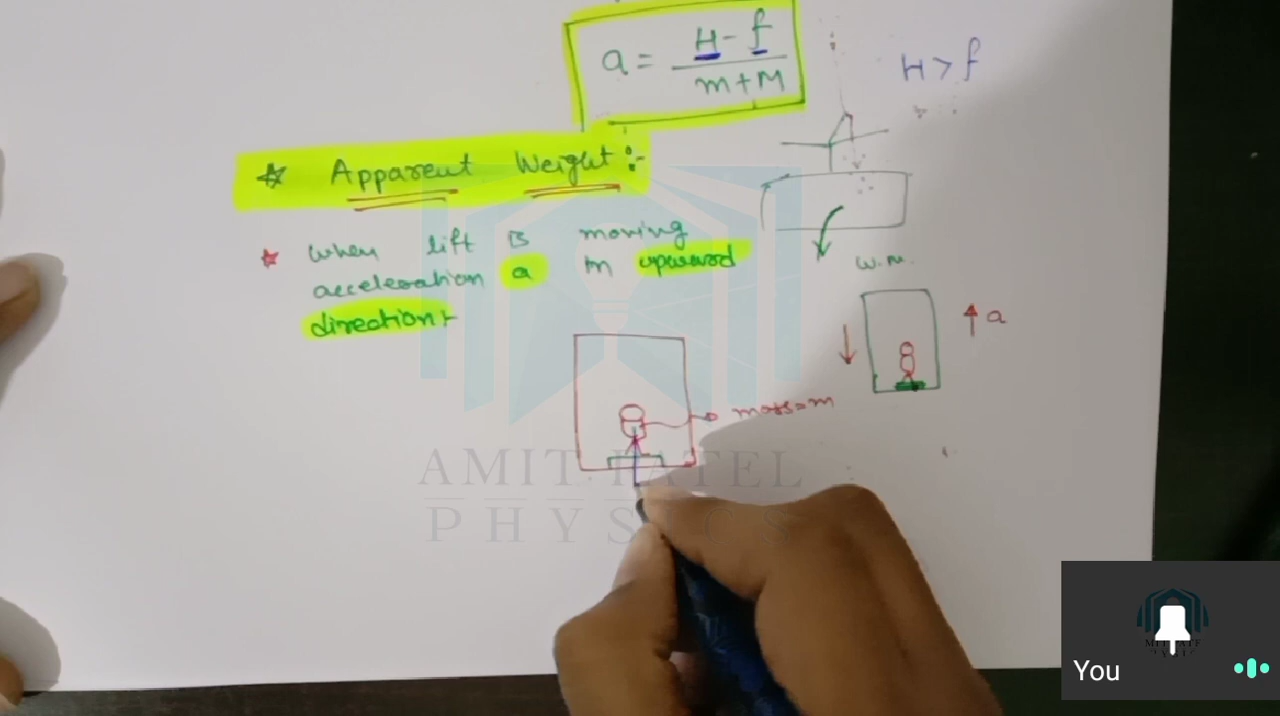 a = H - f
m + M
H > f
☆ Apparent Weight :-
☆ When lift is moving
acceleration a in upward
direction :-
W.M.
↑ a
mass = m
AMIT PATEL
PHYSICS
You